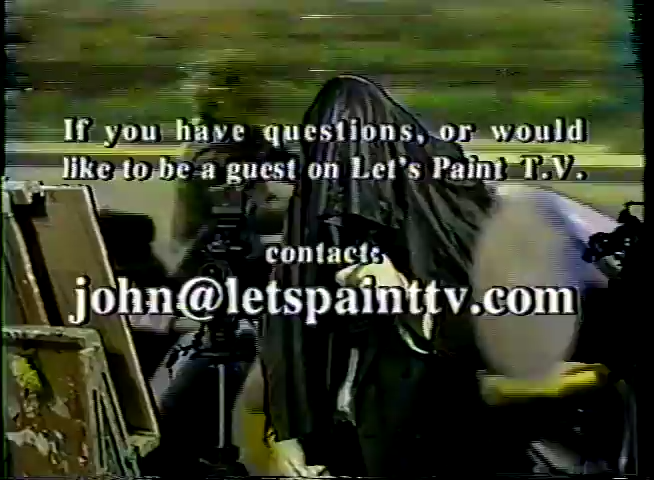 If you have questions, or would
like to be a guest on Let's Paint T.V.
contact:
john@letspainttv.com